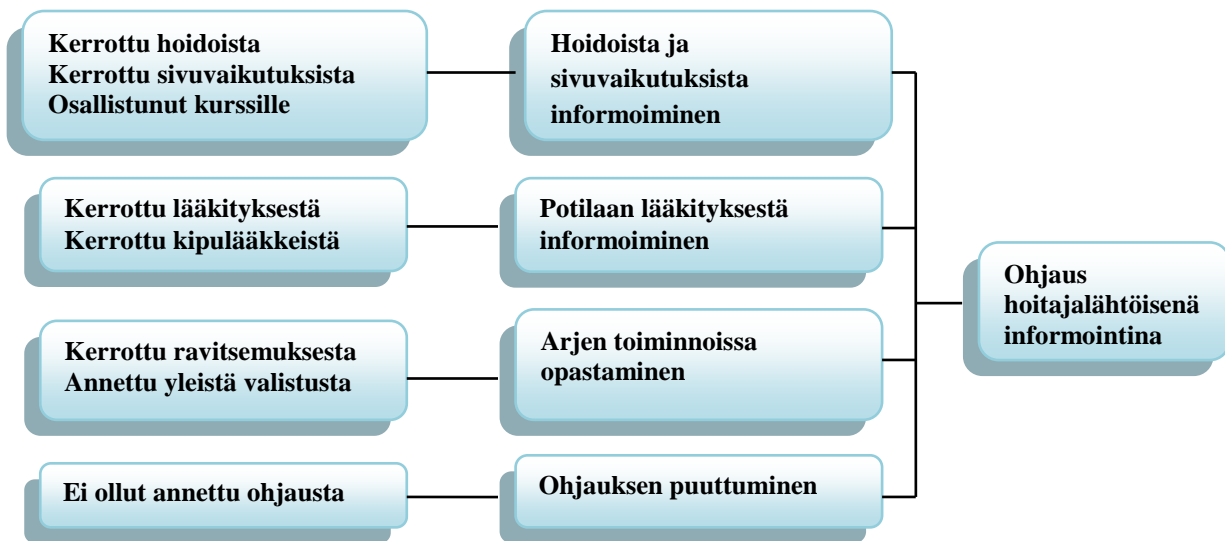 Kerrottu hoidoista
Kerrottu sivuvaikutuksista
Osallistunut kurssille
Hoidoista ja
sivuvaikutuksista
informoiminen
Kerrottu lääkityksestä
Kerrottu kipulääkkeistä
Potilaan lääkityksestä
informoiminen
Kerrottu ravitsemuksesta
Annettu yleistä valistusta
Arjen toiminnoissa
opastaminen
Ei ollut annettu ohjausta
Ohjauksen puuttuminen
Ohjaus
hoitajalähtöisenä
informointina